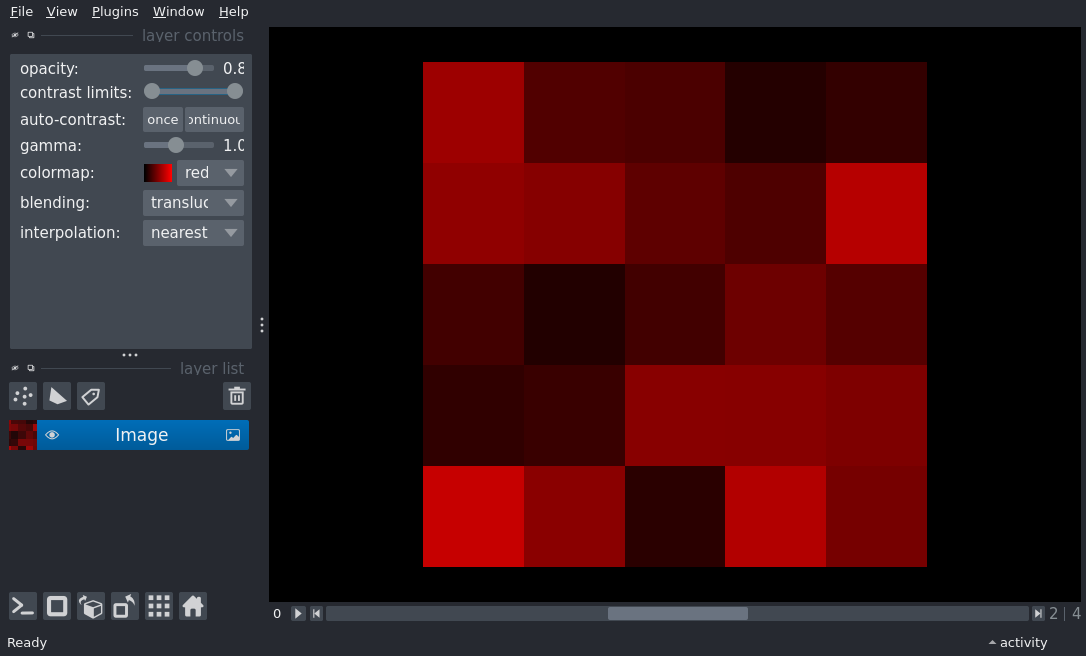 File View Plugins Window Help
layer controls
opacity: 0.8
contrast limits:
auto-contrast: once ontinuou
gamma: 1.0
colormap: red
blending: transluc
interpolation: nearest
layer list
Image
0 2 | 4
Ready activity